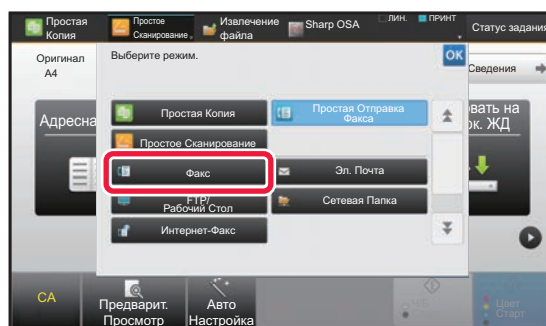 Простая
Копия
Простое
Сканирование
Извлечение
файла
Sharp OSA
ЛИН.
ПРИНТ
Статус задания
Оригинал
A4
Выберите режим.
OK
Сведения
Адресна
Простая Копия
Простая Отправка
Факса
вать на
ок. ЖД
Простое Сканирование
Факс
Эл. Почта
FTP/
Рабочий Стол
Сетевая Папка
Интернет-Факс
CA
Предварит.
Просмотр
Авто
Настройка
Ч/Б
Цвет
Старт